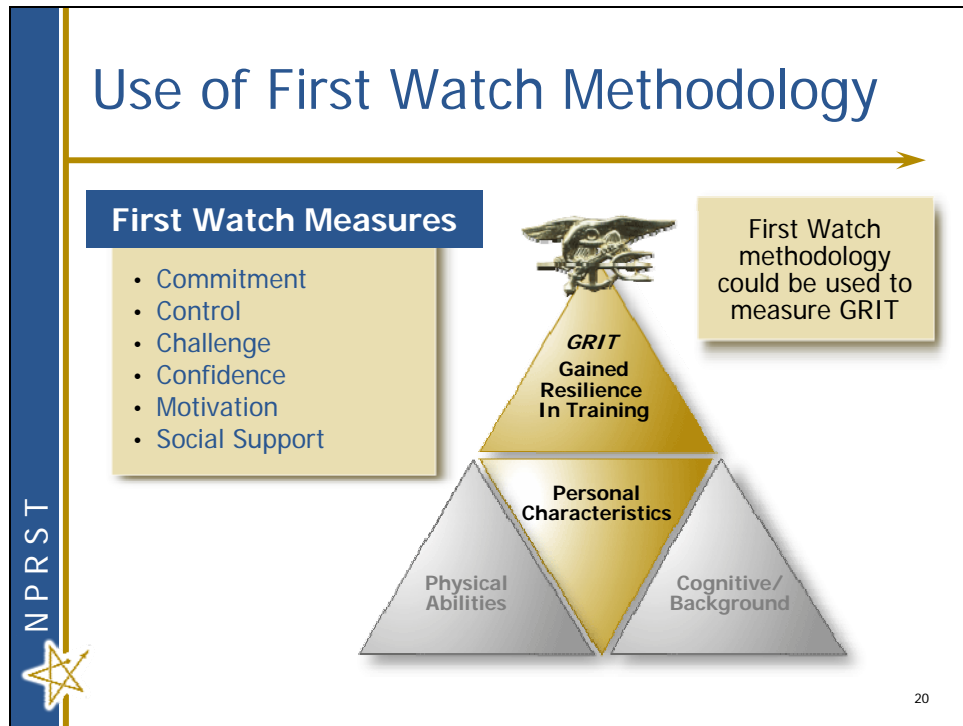 Use of First Watch Methodology
First Watch Measures
• Commitment
• Control
• Challenge
• Confidence
• Motivation
• Social Support
First Watch
methodology
could be used to
measure GRIT
GRIT
Gained
Resilience
In Training
Personal
Characteristics
Physical
Abilities
Cognitive/
Background
NPRST
20